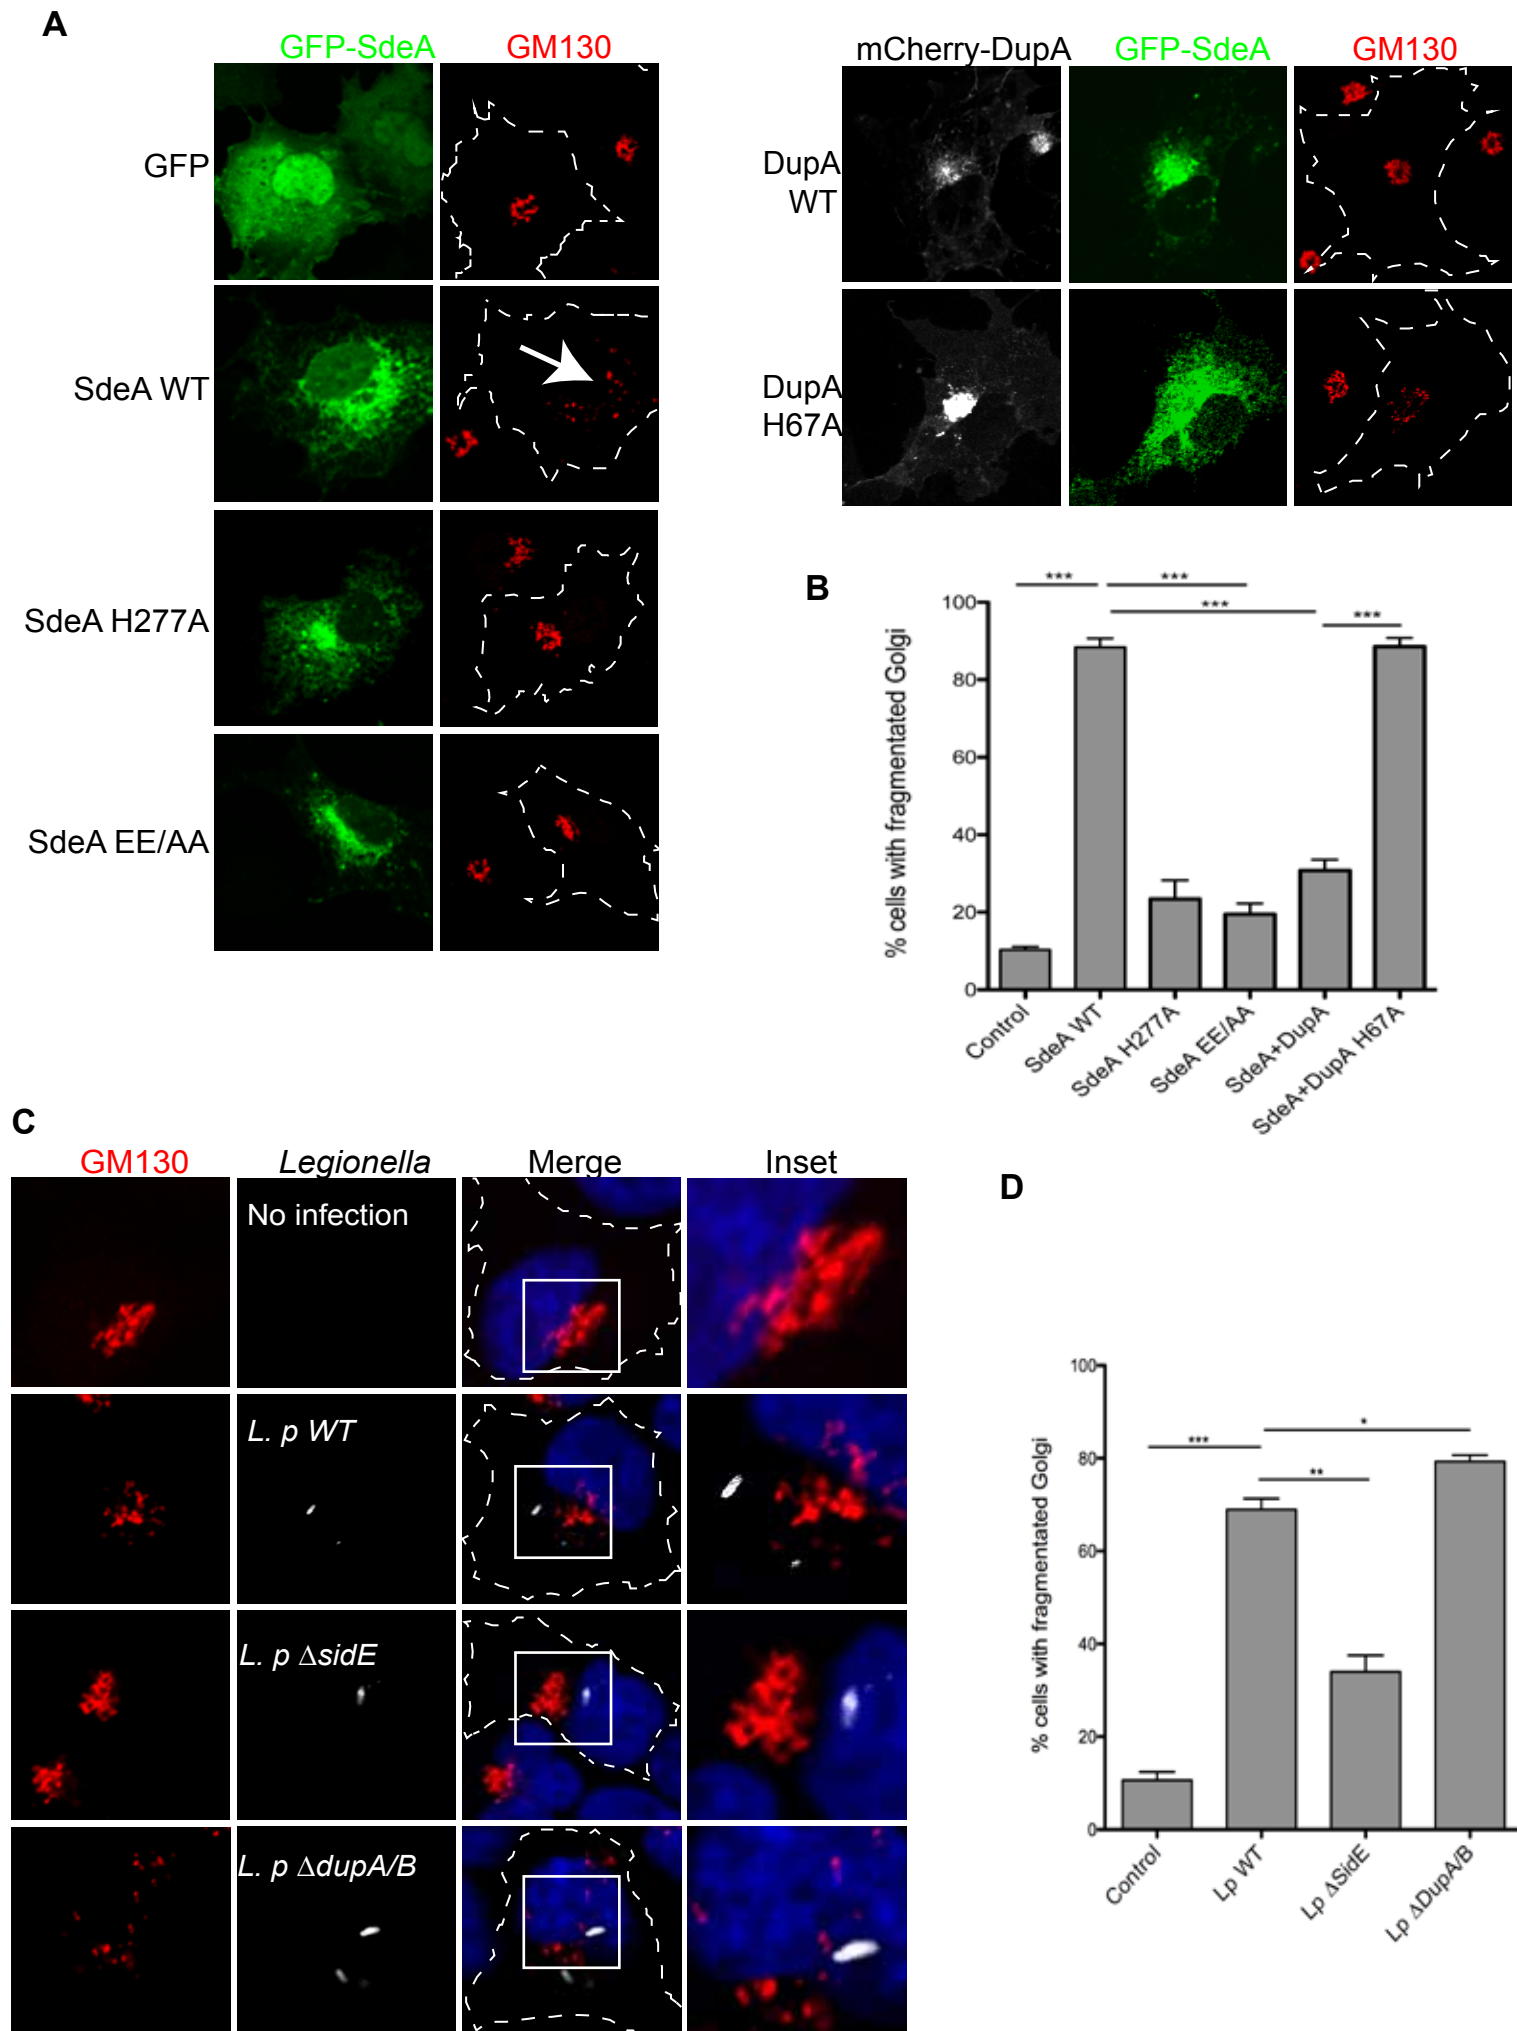 A
GFP-SdeA GM130
GFP
SdeA WT
SdeA H277A
SdeA EE/AA
mCherry-DupA GFP-SdeA GM130
DupA
WT
DupA
H67A
B
*** ***
***
***
% cells with fragmentated Golgi
100
80
60
40
20
0
Control
SdeA WT
SdeA H277A
SdeA EE/AA
SdeA+DupA
SdeA+DupA H67A
C
GM130 Legionella Merge Inset
No infection
L. p WT
L. p ΔsidE
L. p ΔdupA/B
D
*
***
**
% cells with fragmentated Golgi
100
80
60
40
20
0
Control
Lp WT
Lp ΔSidE
Lp ΔDupA/B